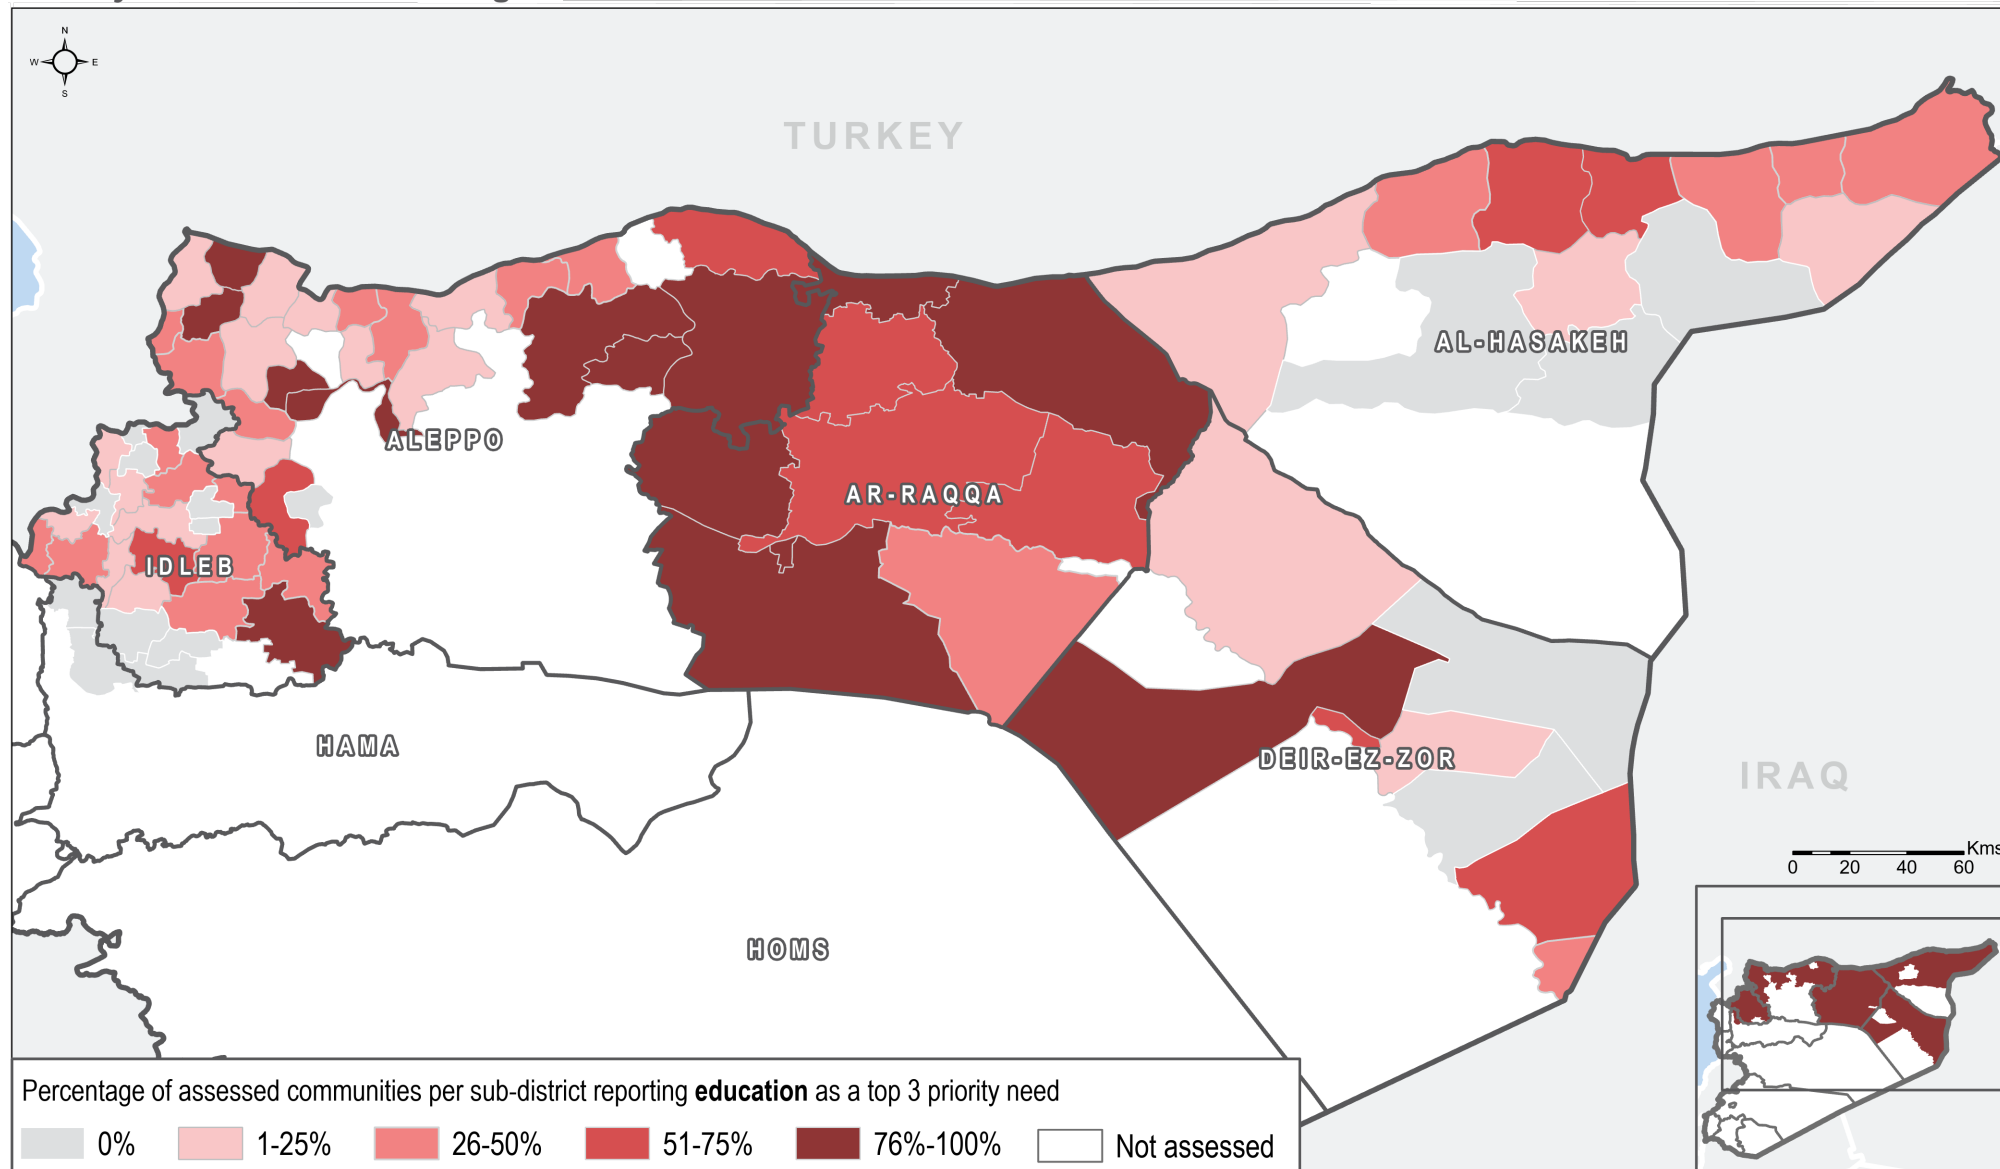 N
W E
S
TURKEY
AL-HASAKEH
ALEPPO
AR-RAQQA
IDLEB
HAMA
DEIR-EZ-ZOR
IRAQ
HOMS
Kms
0 20 40 60
Percentage of assessed communities per sub-district reporting education as a top 3 priority need
0% 1-25% 26-50% 51-75% 76%-100% Not assessed